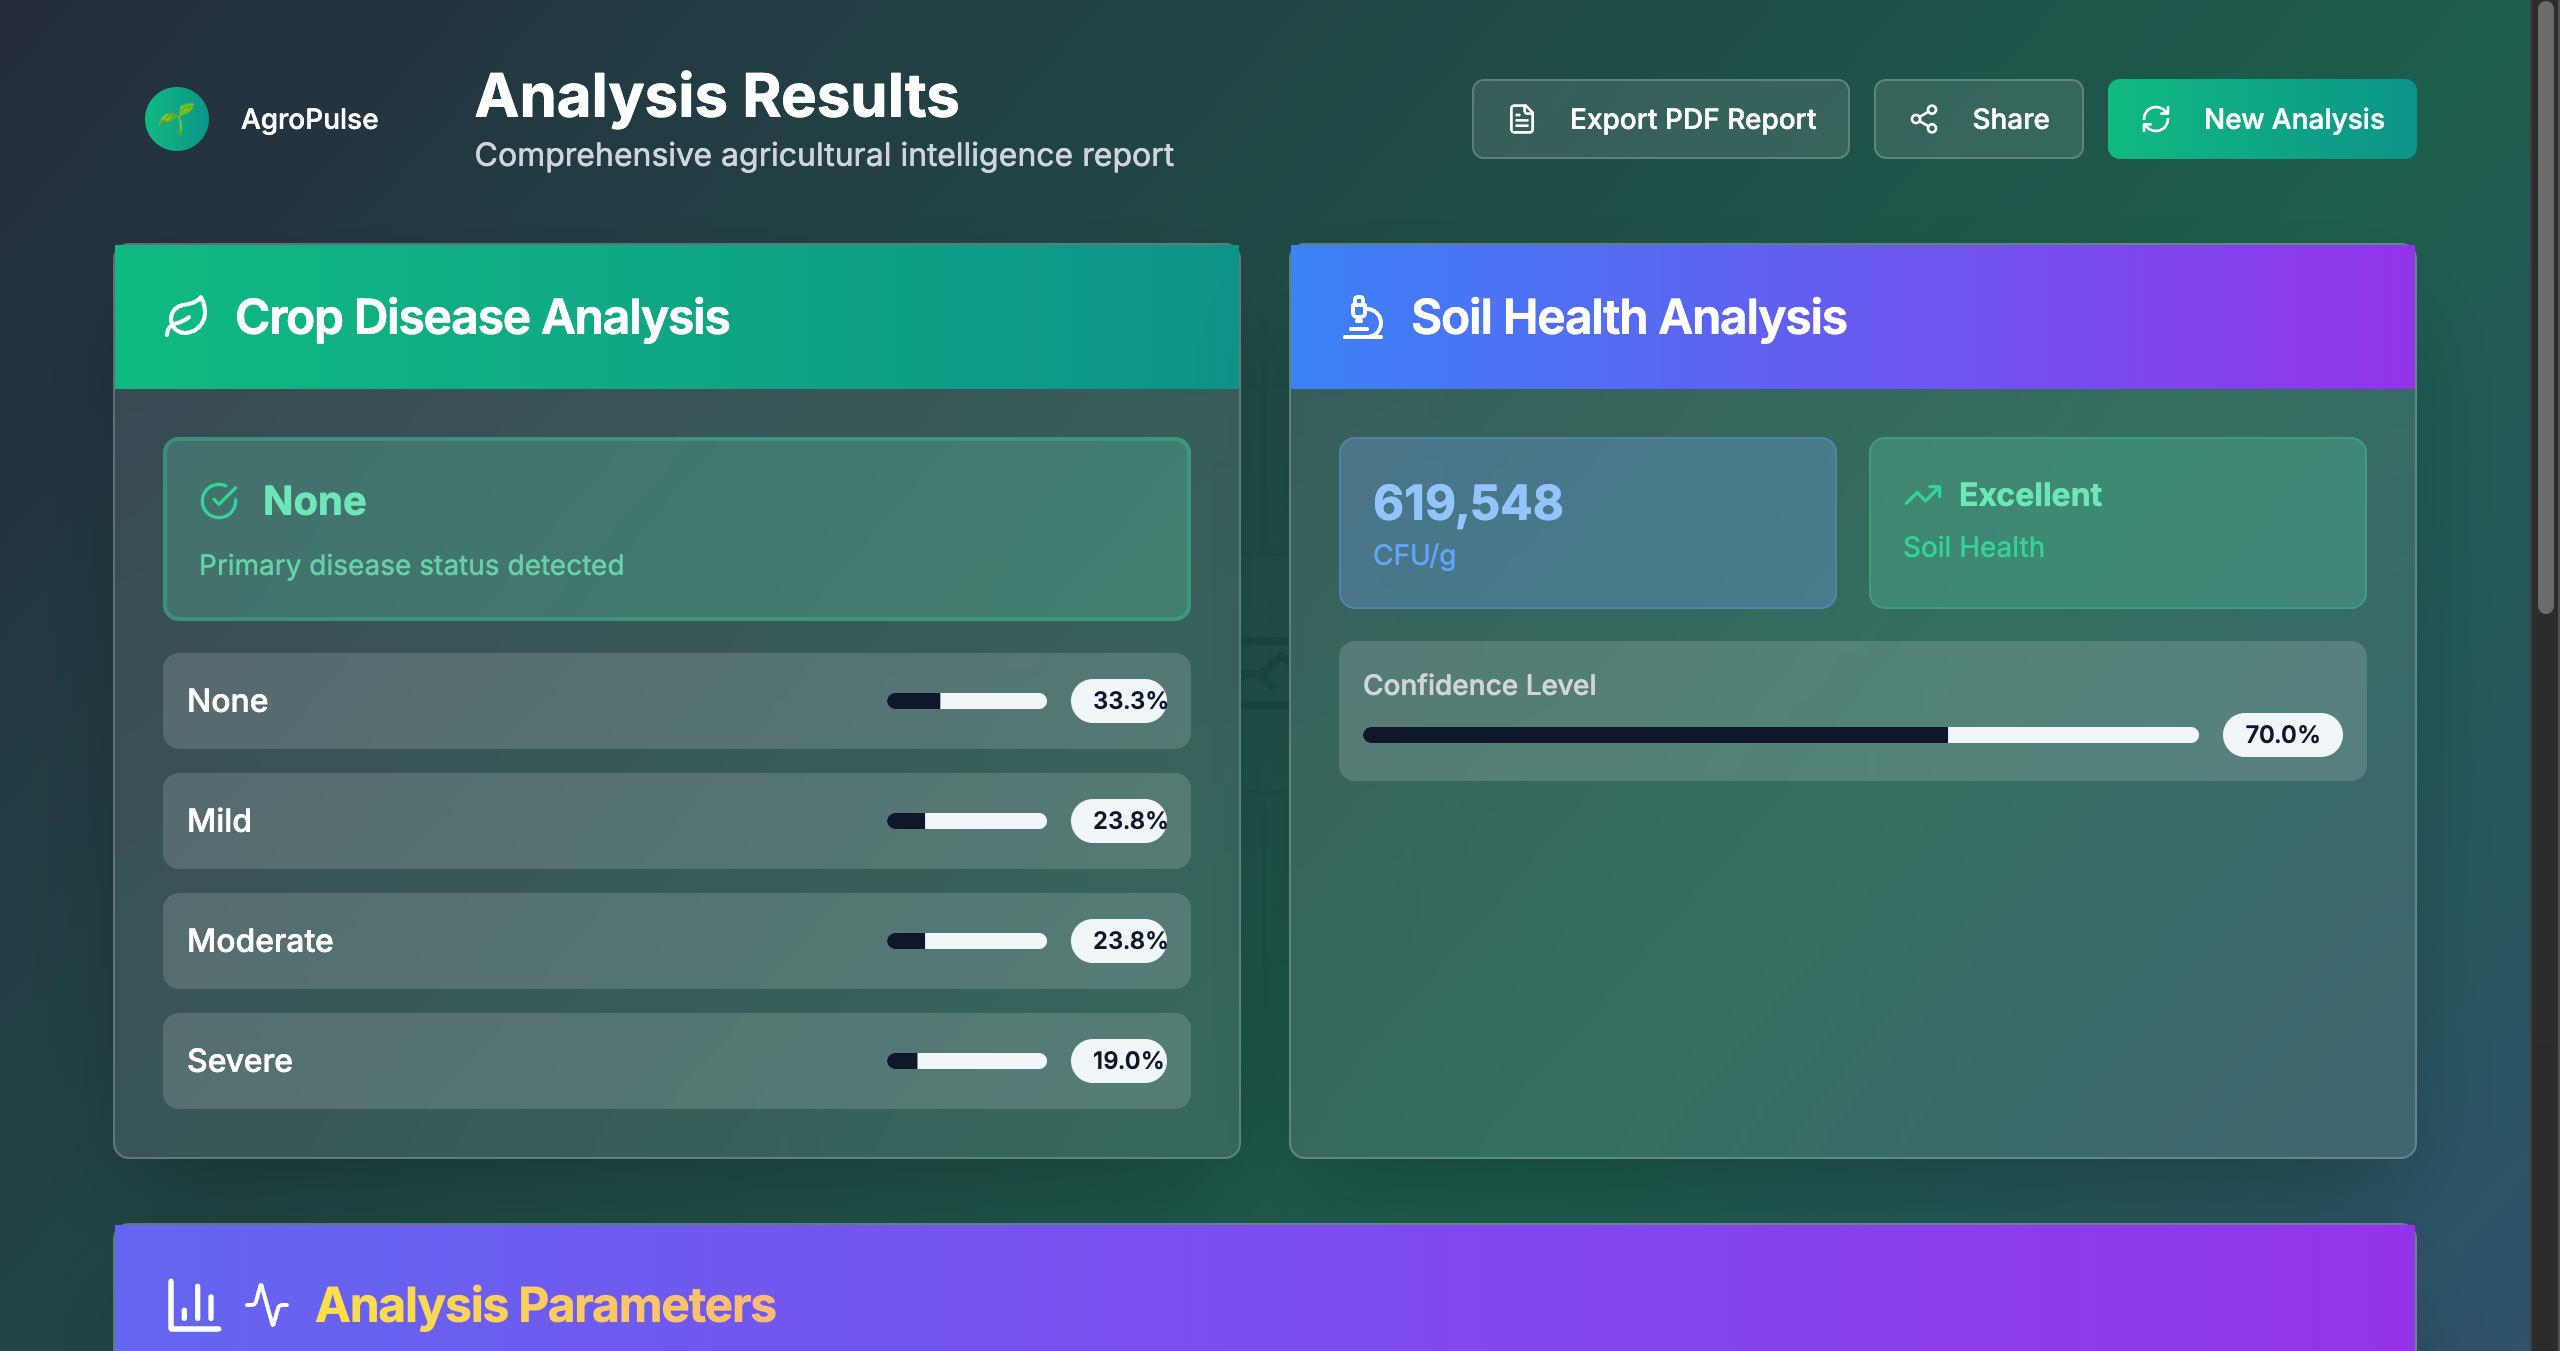 AgroPulse
Analysis Results
Comprehensive agricultural intelligence report
Export PDF Report
Share
New Analysis
Crop Disease Analysis
None
Primary disease status detected
None
33.3%
Mild
23.8%
Moderate
23.8%
Severe
19.0%
Soil Health Analysis
619,548
CFU/g
Excellent
Soil Health
Confidence Level
70.0%
Analysis Parameters